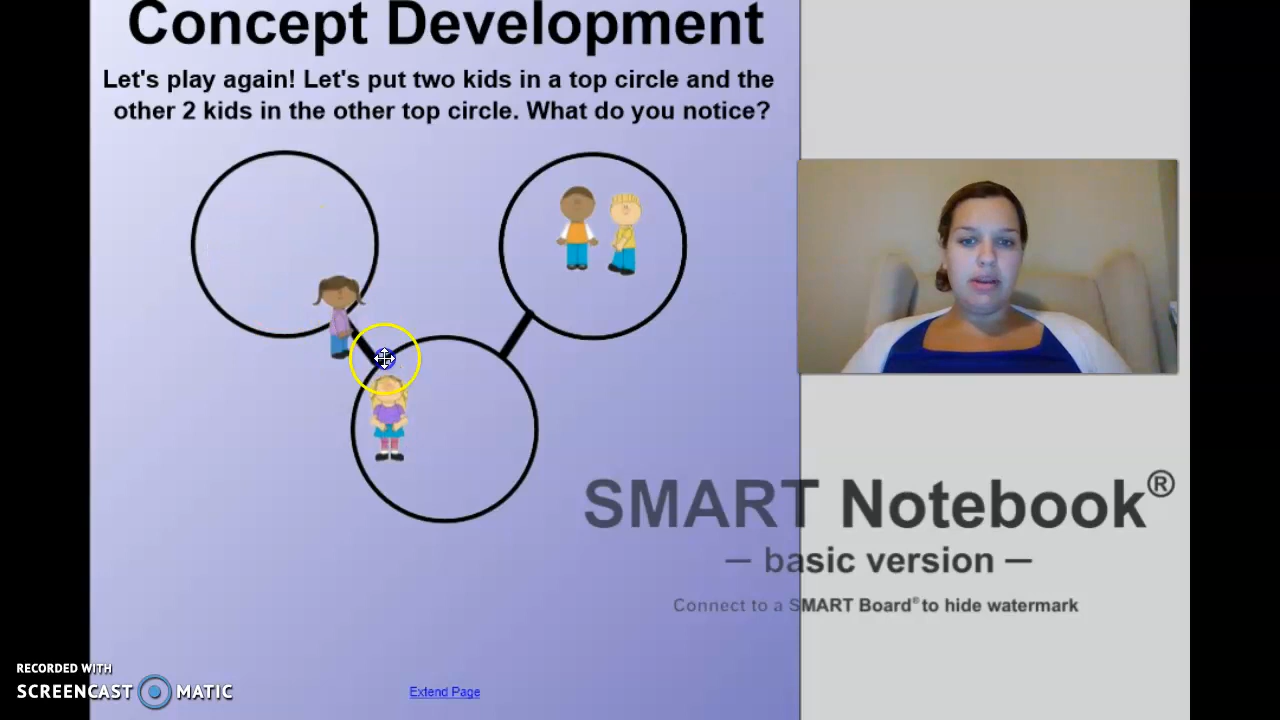 Concept Development
Let's play again! Let's put two kids in a top circle and the
other 2 kids in the other top circle. What do you notice?
SMART Notebook®
— basic version —
Connect to a SMART Board® to hide watermark
Extend Page
RECORDED WITH
SCREENCAST MATIC